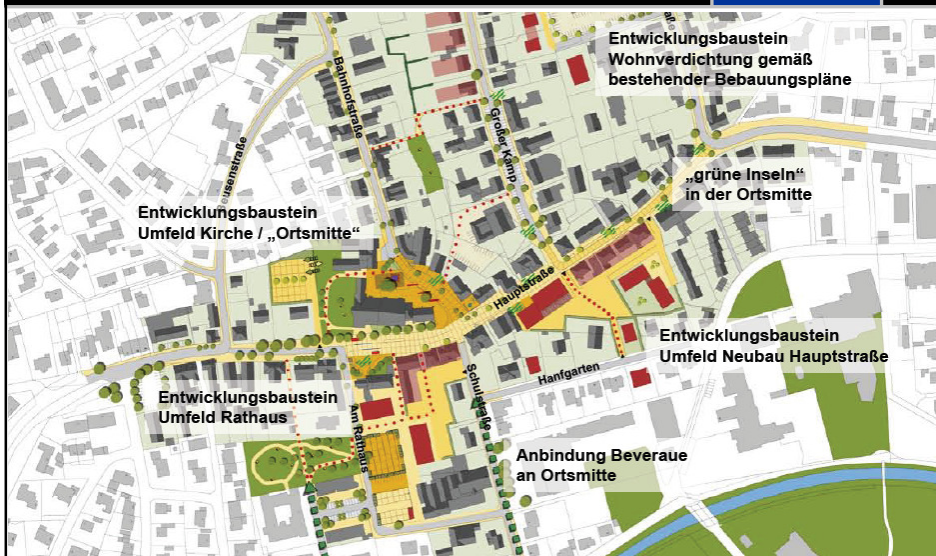 Entwicklungsbaustein
Wohnverdichtung gemäß
bestehender Bebauungspläne
Bahnhofstraße
Großer Kamp
„grüne Inseln“
in der Ortsmitte
Entwicklungsbaustein
Umfeld Kirche / „Ortsmitte“
Hauptstraße
Entwicklungsbaustein
Umfeld Neubau Hauptstraße
Hanfgarten
Schulstraße
Entwicklungsbaustein
Umfeld Rathaus
Am Rathaus
Anbindung Beveraue
an Ortsmitte